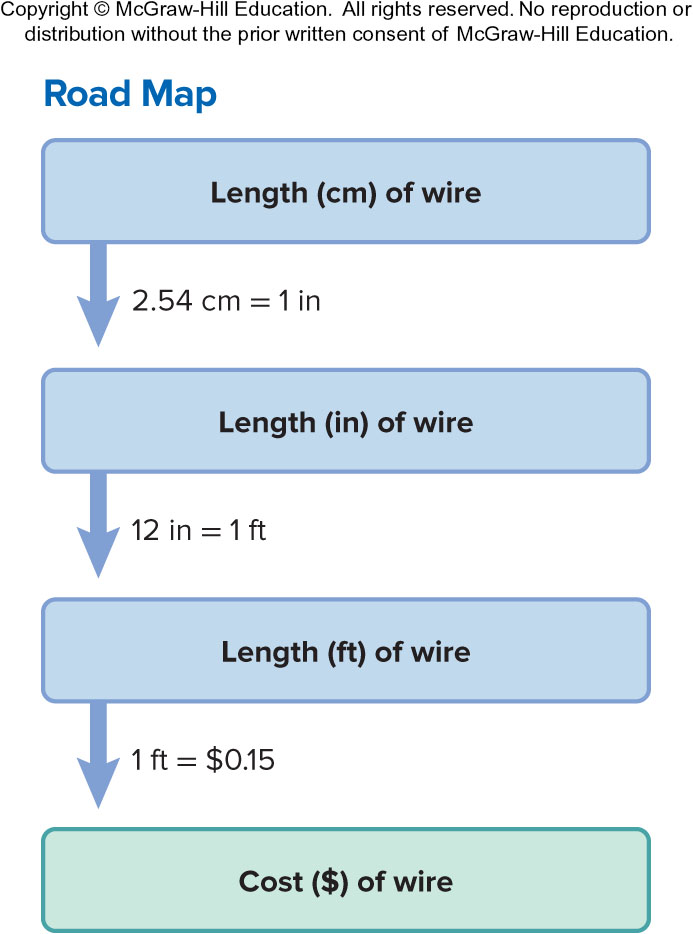 Copyright © McGraw-Hill Education. All rights reserved. No reproduction or
distribution without the prior written consent of McGraw-Hill Education.
Road Map
Length (cm) of wire
2.54 cm = 1 in
Length (in) of wire
12 in = 1 ft
Length (ft) of wire
1 ft = $0.15
Cost ($) of wire